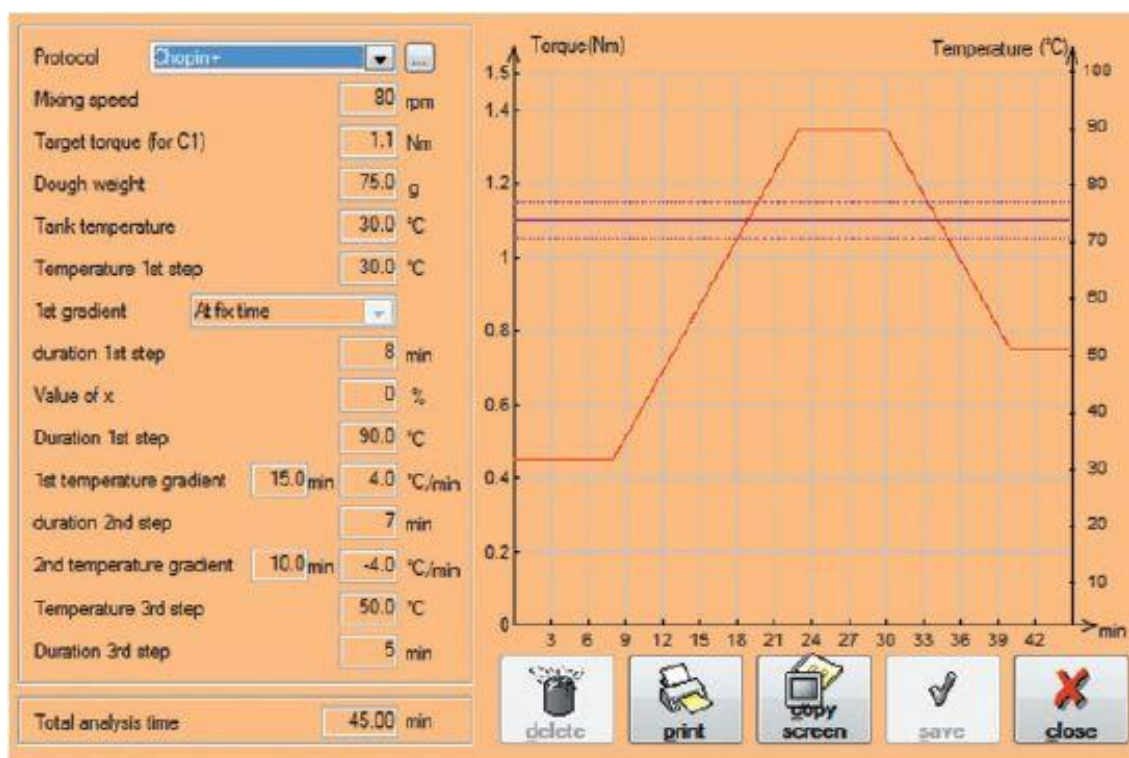 Protocol Chopin+ ...
Mixing speed 80 rpm
Target torque (for C1) 1.1 Nm
Dough weight 75.0 g
Tank temperature 30.0 °C
Temperature 1st step 30.0 °C
1st gradient At fix time
duration 1st step 8 min
Value of x 0 %
Duration 1st step 90.0 °C
1st temperature gradient 15.0 min 4.0 °C/min
duration 2nd step 7 min
2nd temperature gradient 10.0 min -4.0 °C/min
Temperature 3rd step 50.0 °C
Duration 3rd step 5 min
Total analysis time 45.00 min
Torque(Nm) Temperature (°C)
1.5
1.4
1.2
1
0.8
0.6
0.4
0.2
0
100
90
80
70
60
50
40
30
20
10
3 6 9 12 15 18 21 24 27 30 33 36 39 42 min
delete print copy screen save close